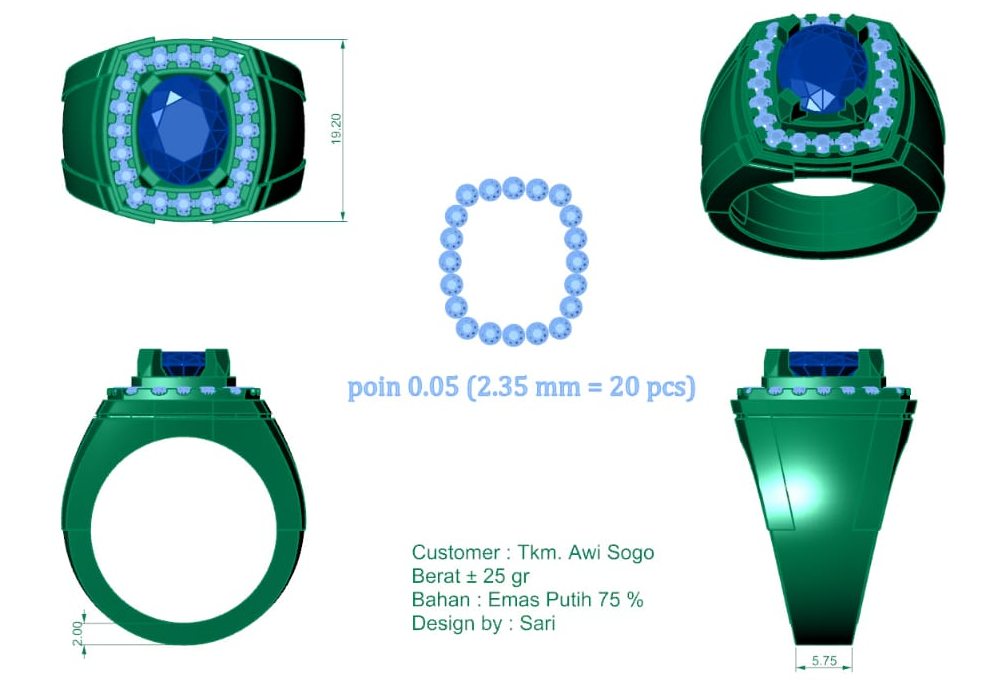 19.20
poin 0.05 (2.35 mm = 20 pcs)
Customer : Tkm. Awi Sogo
Berat ± 25 gr
Bahan : Emas Putih 75 %
Design by : Sari
2.00
5.75